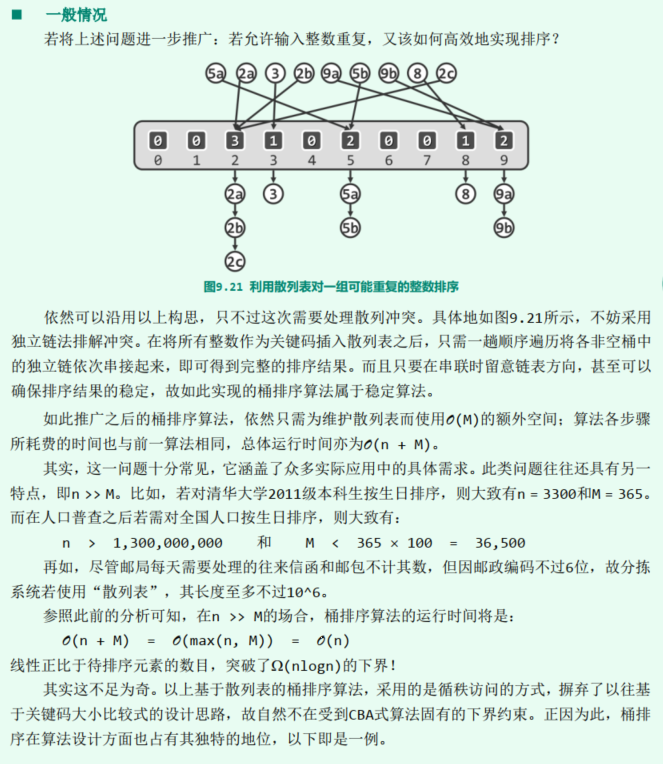 ■ 一般情况
若将上述问题进一步推广：若允许输入整数重复，又该如何高效地实现排序？
5a 2a 3 2b 9a 5b 9b 8 2c
0 0 3 1 0 2 0 0 1 2
0 1 2 3 4 5 6 7 8 9
2a 3 5a 8 9a
2b 5b 9b
2c
图9.21 利用散列表对一组可能重复的整数排序
依然可以沿用以上构思，只不过这次需要处理散列冲突。具体地如图9.21所示，不妨采用
独立链法排解冲突。在将所有整数作为关键码插入散列表之后，只需一趟顺序遍历将各非空桶中
的独立链依次串接起来，即可得到完整的排序结果。而且只要在串联时留意链表方向，甚至可以
确保排序结果的稳定，故如此实现的桶排序算法属于稳定算法。
如此推广之后的桶排序算法，依然只需为维护散列表而使用𝒪(M)的额外空间；算法各步骤
所耗费的时间也与前一算法相同，总体运行时间亦为𝒪(n + M)。
其实，这一问题十分常见，它涵盖了众多实际应用中的具体需求。此类问题往往还具有另一
特点，即n >> M。比如，若对清华大学2011级本科生按生日排序，则大致有n = 3300和M = 365。
而在人口普查之后若需对全国人口按生日排序，则大致有：
n > 1,300,000,000 和 M < 365 × 100 = 36,500
再如，尽管邮局每天需要处理的往来信函和邮包不计其数，但因邮政编码不过6位，故分拣
系统若使用“散列表”，其长度至多不过10^6。
参照此前的分析可知，在n >> M的场合，桶排序算法的运行时间将是：
𝒪(n + M) = 𝒪(max(n, M)) = 𝒪(n)
线性正比于待排序元素的数目，突破了Ω(nlogn)的下界！
其实这不足为奇。以上基于散列表的桶排序算法，采用的是循秩访问的方式，摒弃了以往基
于关键码大小比较式的设计思路，故自然不在受到CBA式算法固有的下界约束。正因为此，桶排
序在算法设计方面也占有其独特的地位，以下即是一例。